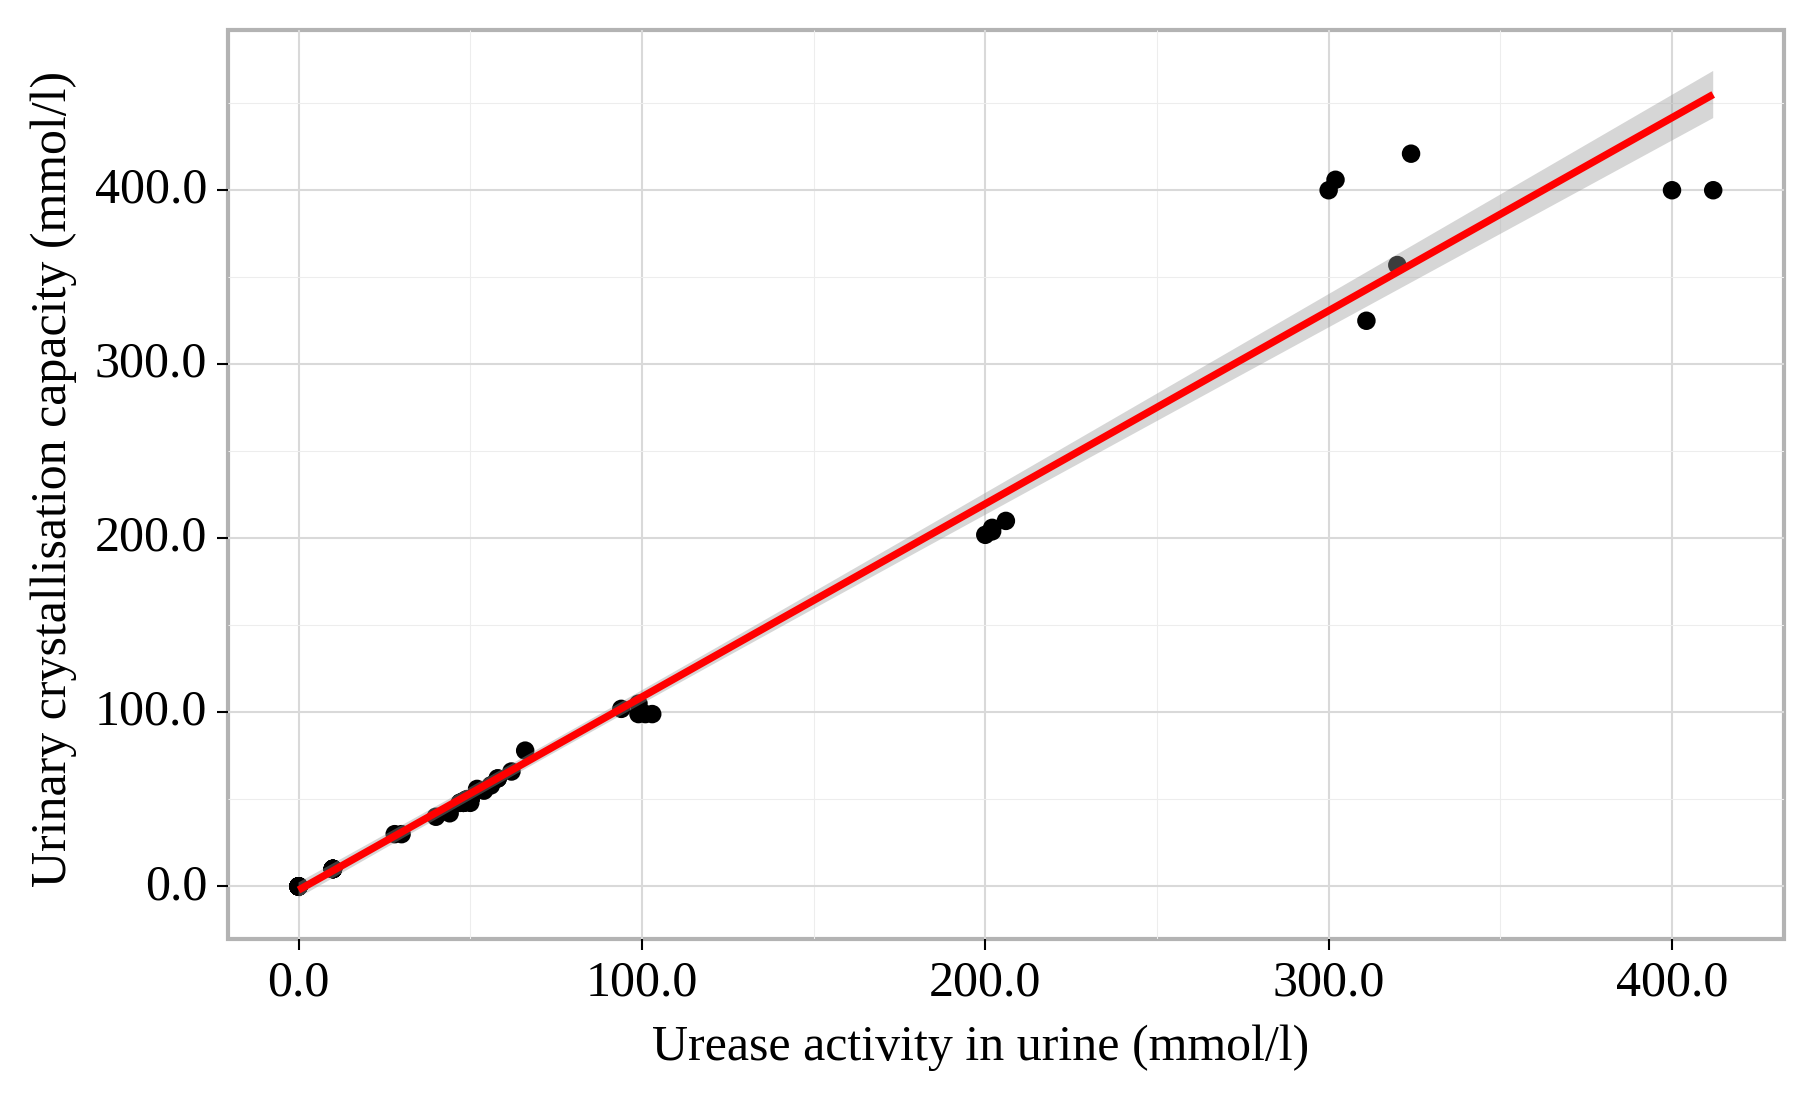 Urinary crystallisation capacity (mmol/l)
400.0
300.0
200.0
100.0
0.0
0.0 100.0 200.0 300.0 400.0
Urease activity in urine (mmol/l)